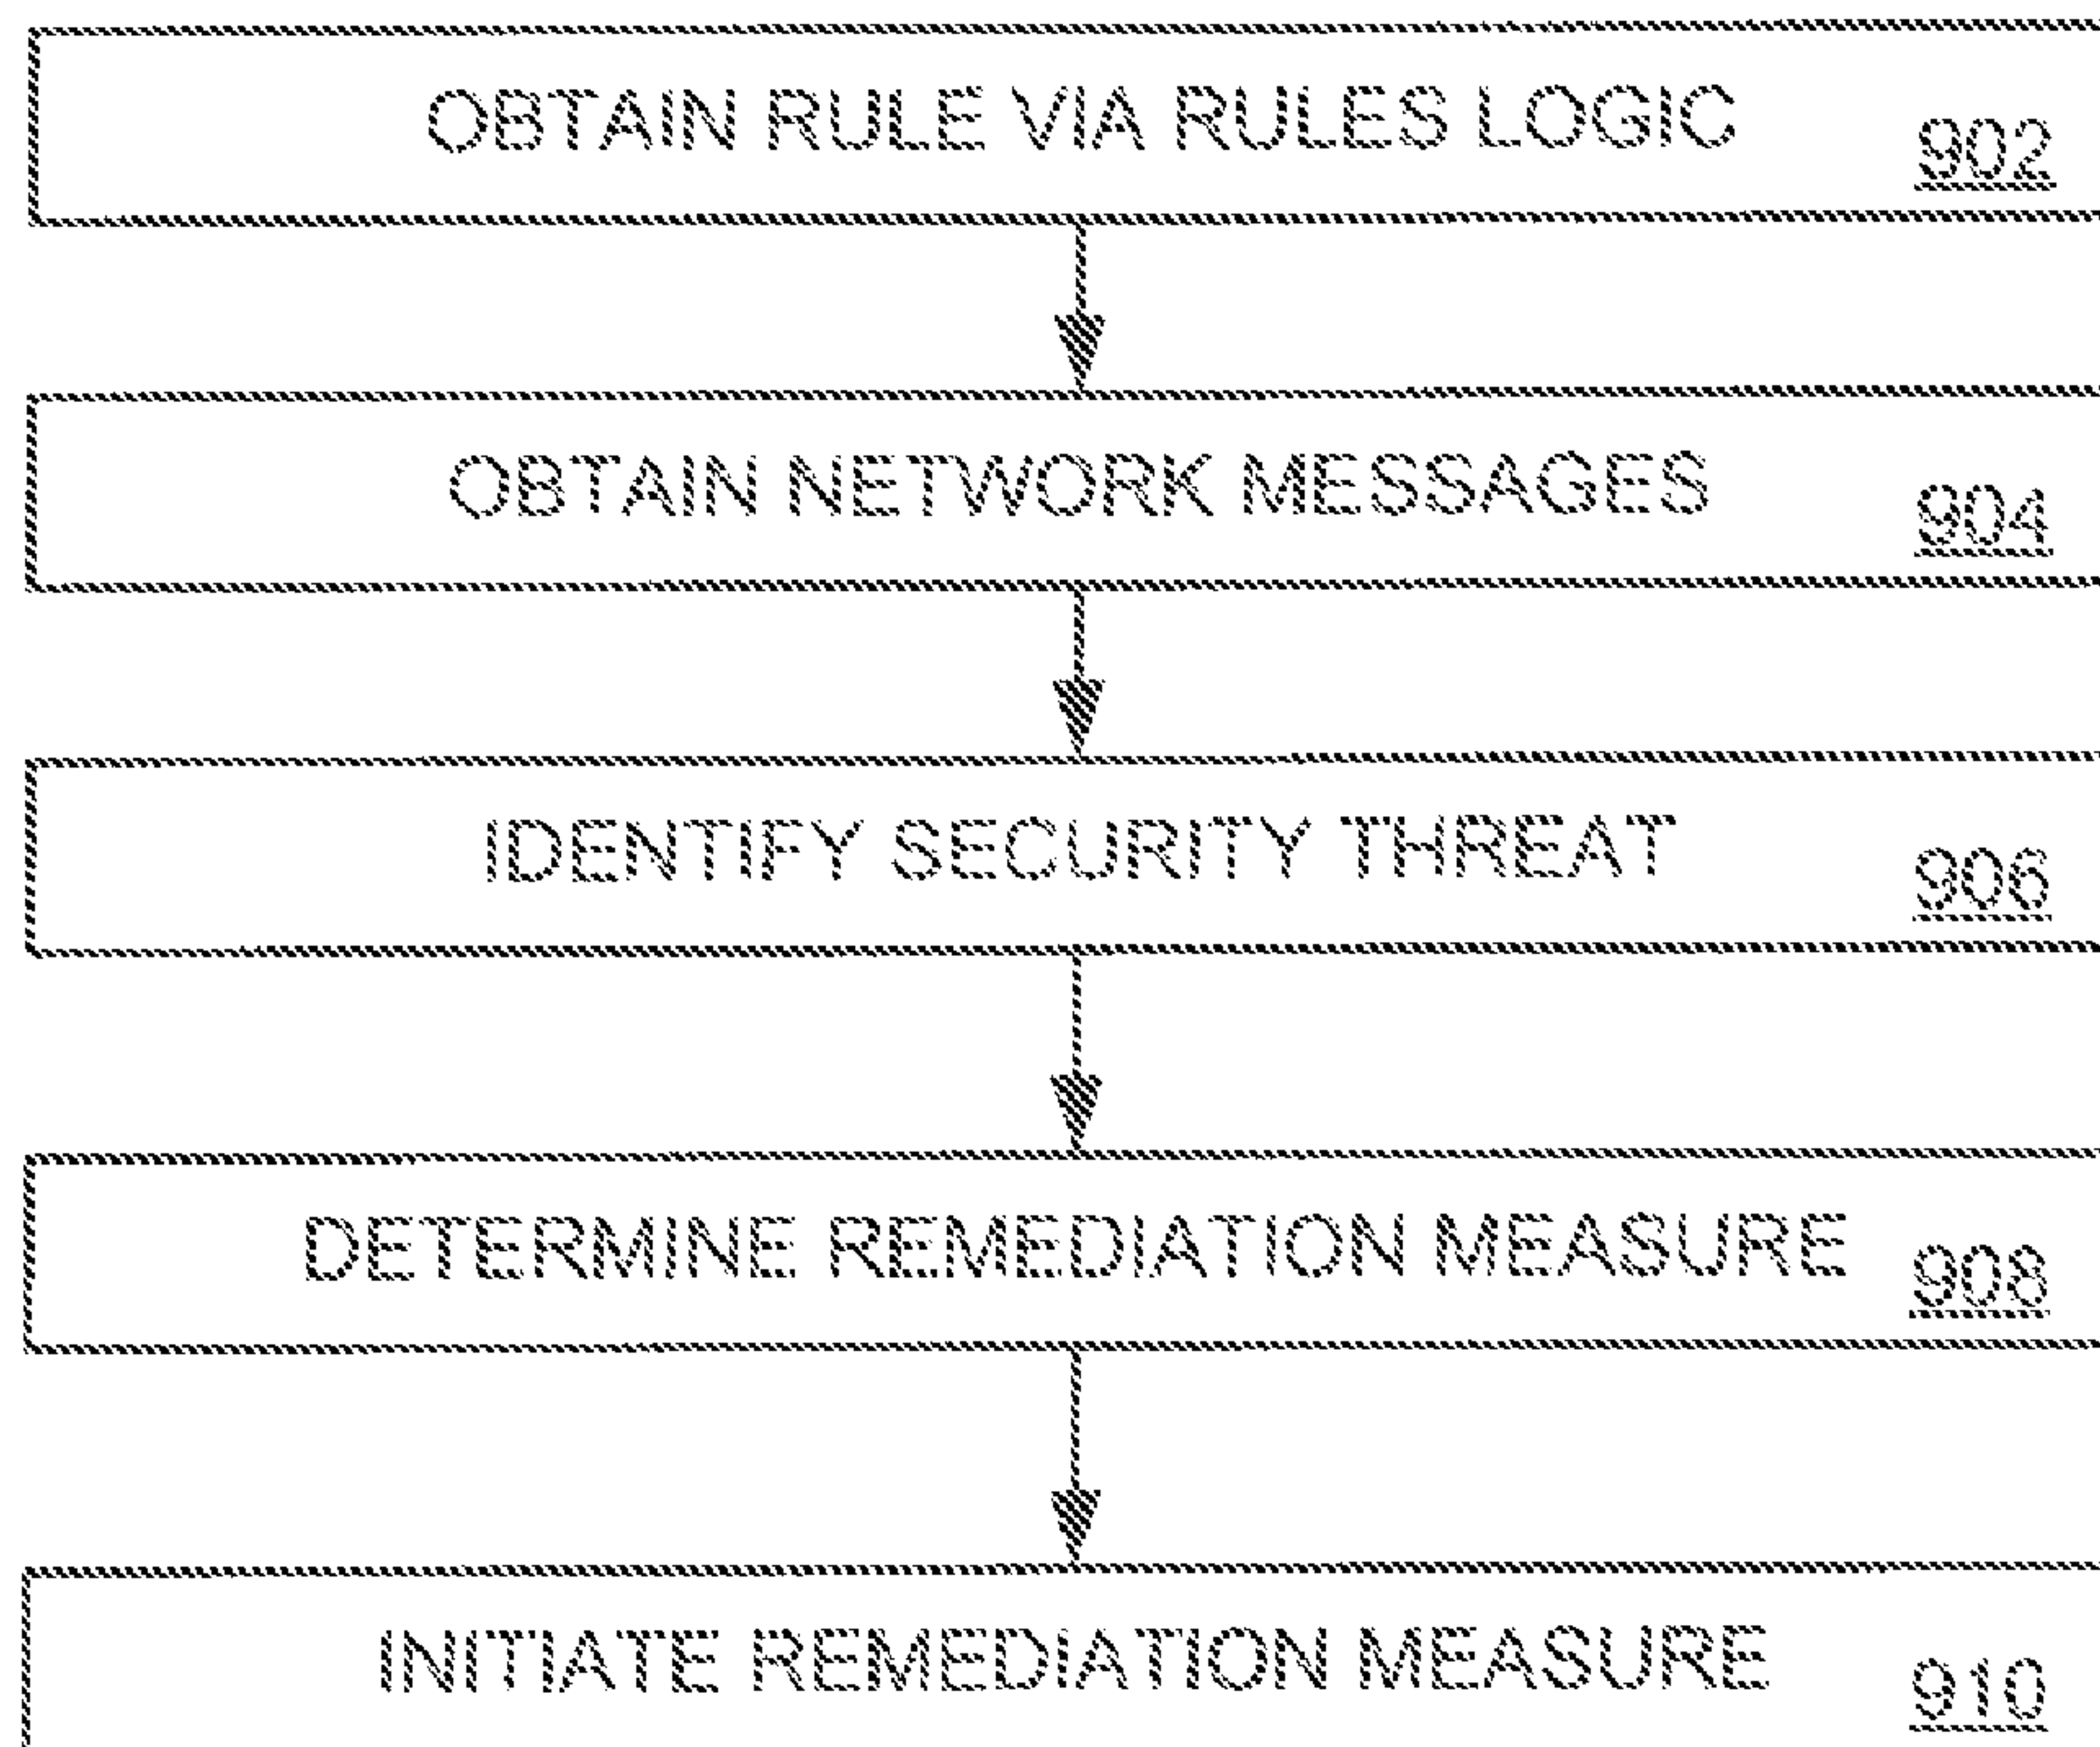 OBTAIN RULE VIA RULES LOGIC 902
OBTAIN NETWORK MESSAGES 904
IDENTIFY SECURITY THREAT 906
DETERMINE REMEDIATION MEASURE 908
INITIATE REMEDIATION MEASURE 910